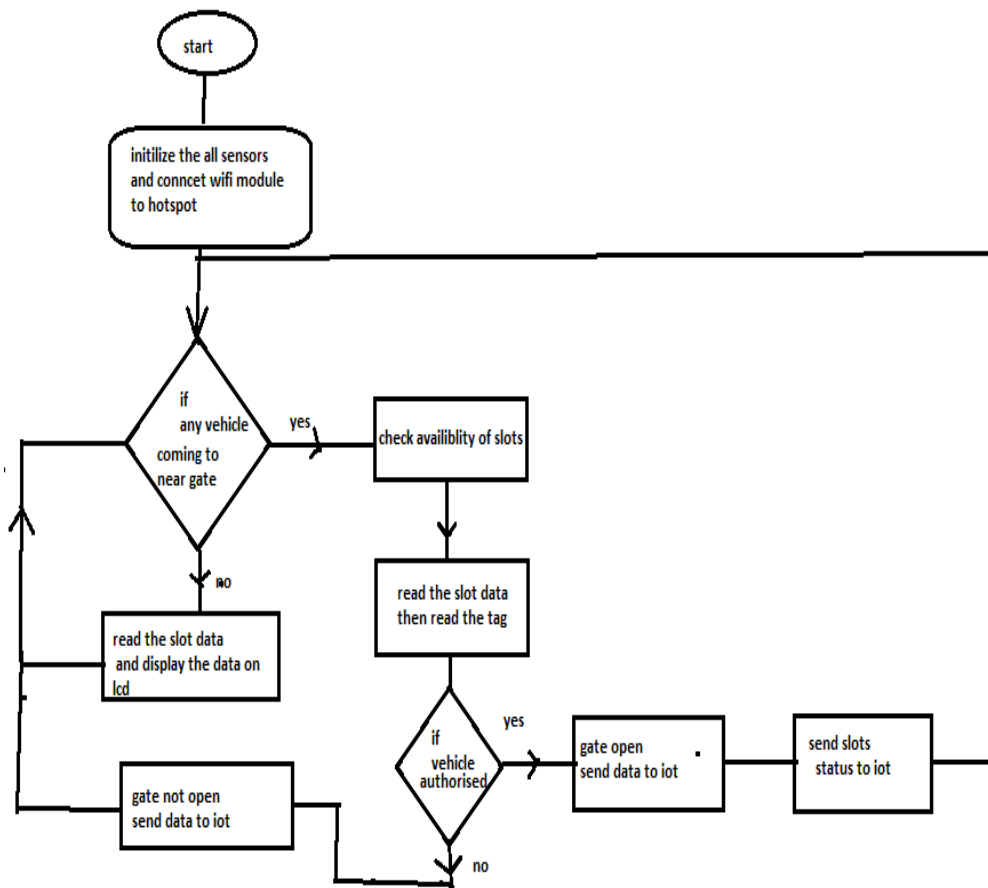 start
initilize the all sensors
and conncet wifi module
to hotspot
if
any vehicle
coming to
near gate
yes
check availiblity of slots
no
read the slot data
and display the data on
lcd
read the slot data
then read the tag
if
vehicle
authorised
yes
gate open
send data to iot
send slots
status to iot
no
gate not open
send data to iot